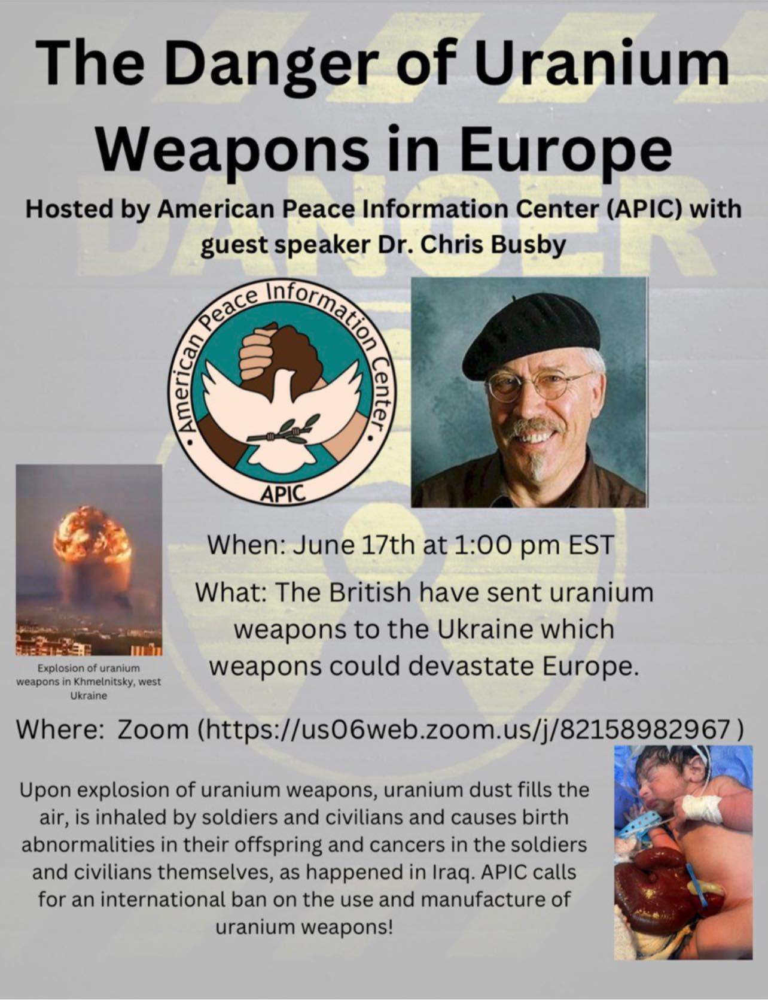 The Danger of Uranium
Weapons in Europe
DANGER
Hosted by American Peace Information Center (APIC) with
guest speaker Dr. Chris Busby
• American Peace Information Center •
APIC
When: June 17th at 1:00 pm EST
What: The British have sent uranium
weapons to the Ukraine which
weapons could devastate Europe.
Explosion of uranium
weapons in Khmelnitsky, west
Ukraine
Where: Zoom (https://us06web.zoom.us/j/82158982967 )
Upon explosion of uranium weapons, uranium dust fills the
air, is inhaled by soldiers and civilians and causes birth
abnormalities in their offspring and cancers in the soldiers
and civilians themselves, as happened in Iraq. APIC calls
for an international ban on the use and manufacture of
uranium weapons!